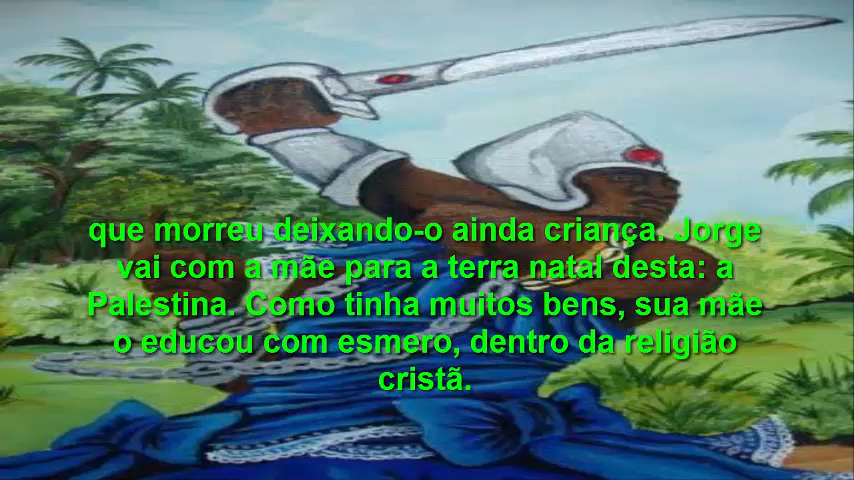 que morreu deixando-o ainda criança. Jorge
vai com a mãe para a terra natal desta: a
Palestina. Como tinha muitos bens, sua mãe
o educou com esmero, dentro da religião
cristã.